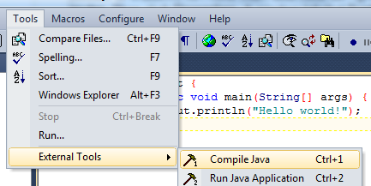 Tools Macros Configure Window Help
Compare Files... Ctrl+F9
Spelling... F7
Sort... F9
Windows Explorer Alt+F3
Stop Ctrl+Break
Run...
External Tools
Compile Java Ctrl+1
Run Java Application Ctrl+2
t {
c void main(String[] args) {
ut.println("Hello world!");